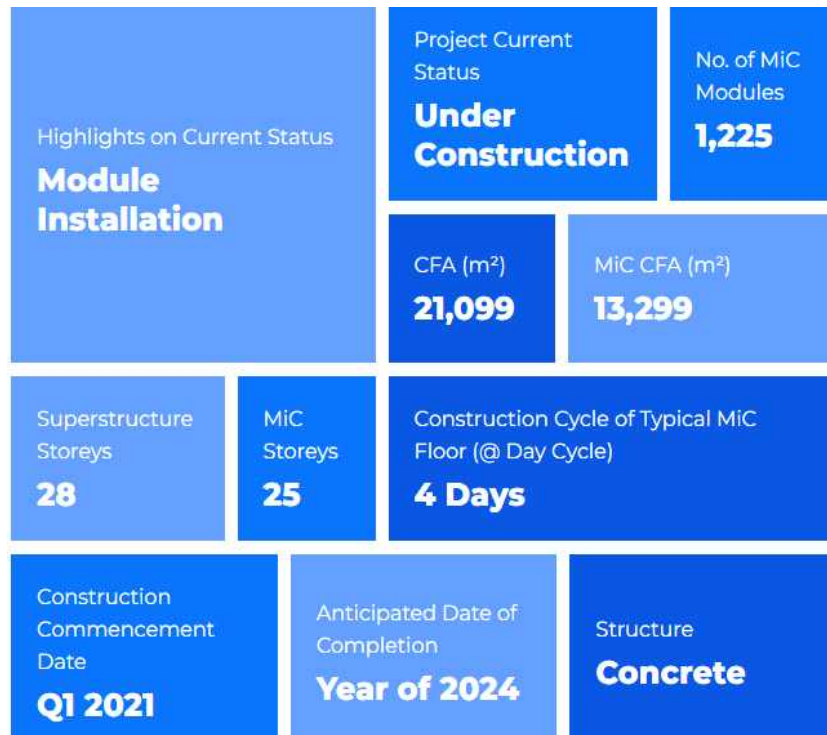 Highlights on Current Status
Module
Installation
Project Current
Status
Under
Construction
No. of MiC
Modules
1,225
CFA (m²)
21,099
MiC CFA (m²)
13,299
Superstructure
Storeys
28
MiC
Storeys
25
Construction Cycle of Typical MiC
Floor (@ Day Cycle)
4 Days
Construction
Commencement
Date
Q1 2021
Anticipated Date of
Completion
Year of 2024
Structure
Concrete